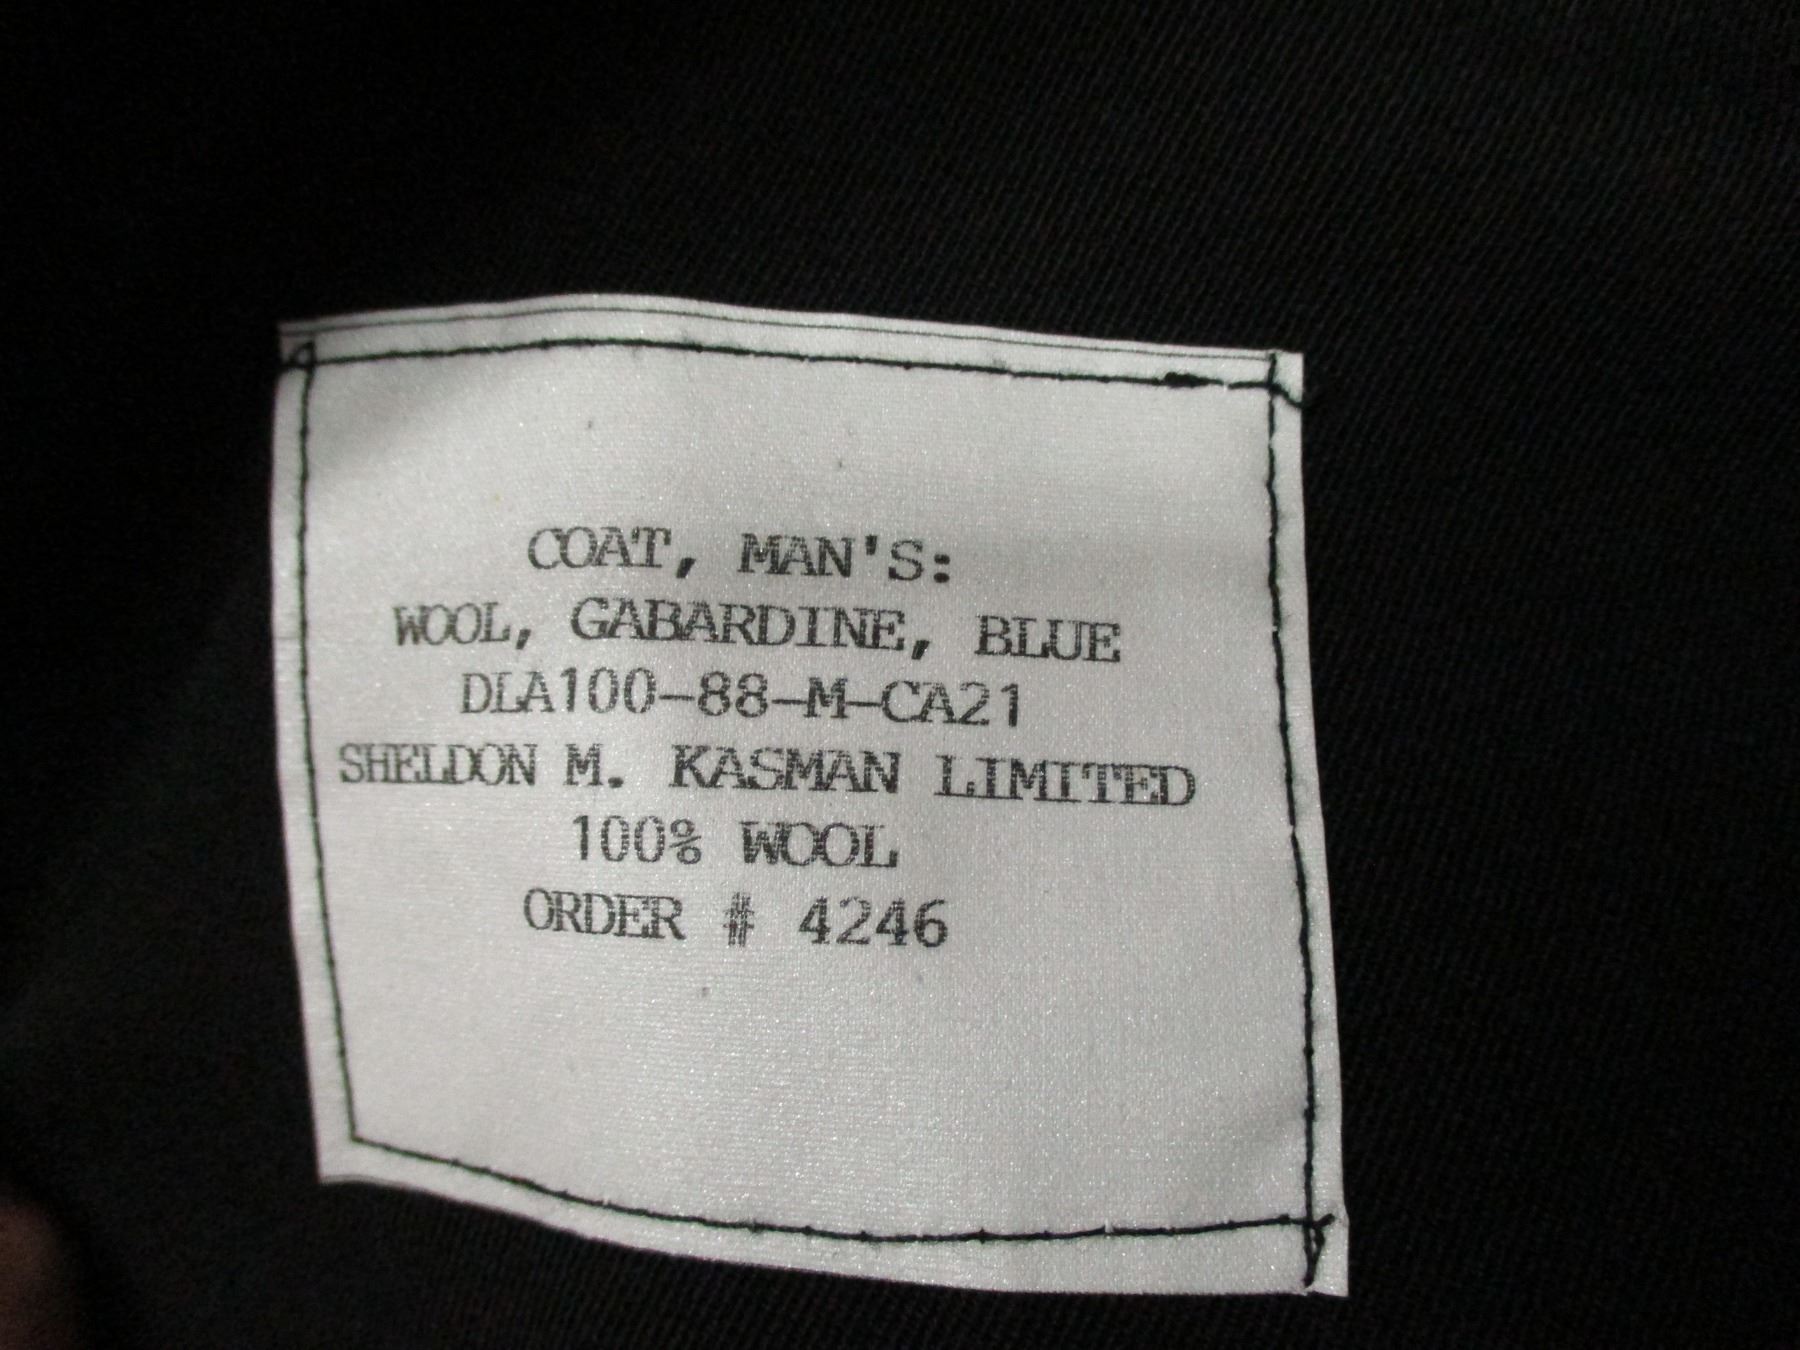 COAT, MAN'S:
WOOL, GABARDINE, BLUE
DLA100-88-M-CA21
SHELDON M. KASMAN LIMITED
100% WOOL
ORDER # 4246